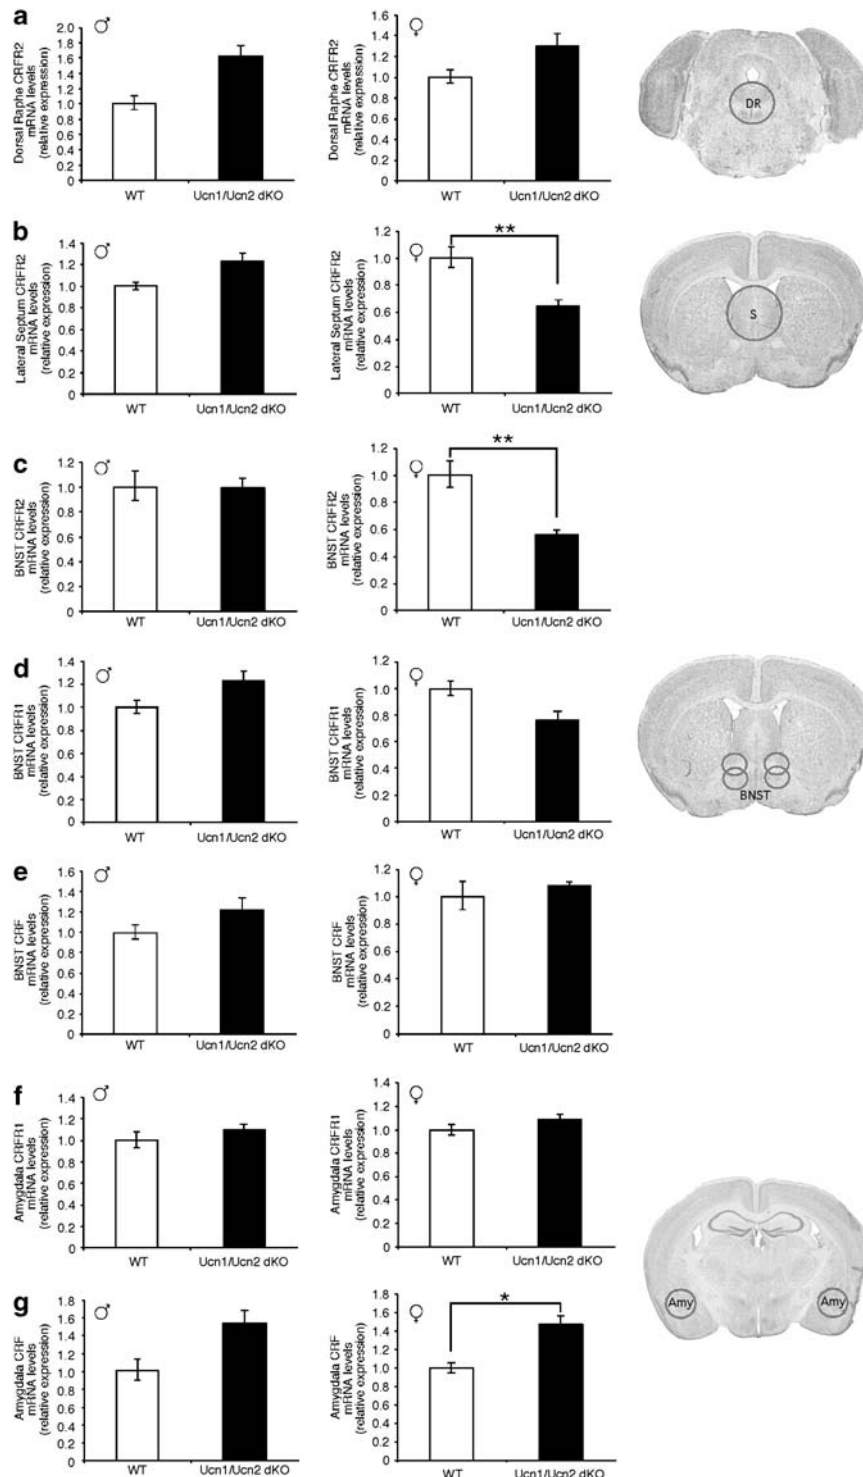 a
♂
Dorsal Raphe CRFR2
mRNA levels
(relative expression)
2.0
1.8
1.6
1.4
1.2
1.0
0.8
0.6
0.4
0.2
0
WT
Ucn1/Ucn2 dKO
♀
Dorsal Raphe CRFR2
mRNA levels
(relative expression)
1.6
1.4
1.2
1.0
0.8
0.6
0.4
0.2
0
WT
Ucn1/Ucn2 dKO
DR
b
♂
Lateral Septum CRFR2
mRNA levels
(relative expression)
1.4
1.2
1.0
0.8
0.6
0.4
0.2
0
WT
Ucn1/Ucn2 dKO
♀
Lateral Septum CRFR2
mRNA levels
(relative expression)
1.2
1.0
0.8
0.6
0.4
0.2
0
**
WT
Ucn1/Ucn2 dKO
S
c
♂
BNST CRFR2
mRNA levels
(relative expression)
1.2
1.0
0.8
0.6
0.4
0.2
0
WT
Ucn1/Ucn2 dKO
♀
BNST CRFR2
mRNA levels
(relative expression)
1.2
1.0
0.8
0.6
0.4
0.2
0
**
WT
Ucn1/Ucn2 dKO
d
♂
BNST CRFR1
mRNA levels
(relative expression)
1.4
1.2
1.0
0.8
0.6
0.4
0.2
0
WT
Ucn1/Ucn2 dKO
♀
BNST CRFR1
mRNA levels
(relative expression)
1.2
1.0
0.8
0.6
0.4
0.2
0
WT
Ucn1/Ucn2 dKO
BNST
e
♂
BNST CRF
mRNA levels
(relative expression)
1.6
1.4
1.2
1.0
0.8
0.6
0.4
0.2
0
WT
Ucn1/Ucn2 dKO
♀
BNST CRF
mRNA levels
(relative expression)
1.2
1.0
0.8
0.6
0.4
0.2
0
WT
Ucn1/Ucn2 dKO
f
♂
Amygdala CRFR1
mRNA levels
(relative expression)
1.4
1.2
1.0
0.8
0.6
0.4
0.2
0
WT
Ucn1/Ucn2 dKO
♀
Amygdala CRFR1
mRNA levels
(relative expression)
1.4
1.2
1.0
0.8
0.6
0.4
0.2
0
WT
Ucn1/Ucn2 dKO
Amy
Amy
g
♂
Amygdala CRF
mRNA levels
(relative expression)
1.8
1.6
1.4
1.2
1.0
0.8
0.6
0.4
0.2
0
WT
Ucn1/Ucn2 dKO
♀
Amygdala CRF
mRNA levels
(relative expression)
1.8
1.6
1.4
1.2
1.0
0.8
0.6
0.4
0.2
0
*
WT
Ucn1/Ucn2 dKO